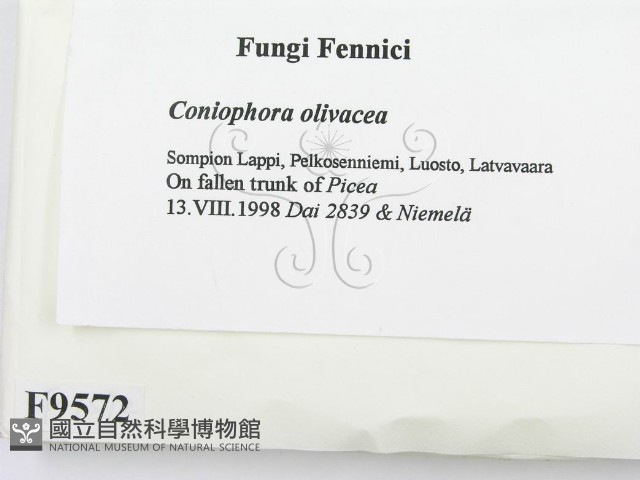 Fungi Fennici
Coniophora olivacea
Sompion Lappi, Pelkosenniemi, Luosto, Latvavaara
On fallen trunk of Picea
13.VIII.1998 Dai 2839 & Niemelä
F9572
國立自然科學博物館
NATIONAL MUSEUM OF NATURAL SCIENCE